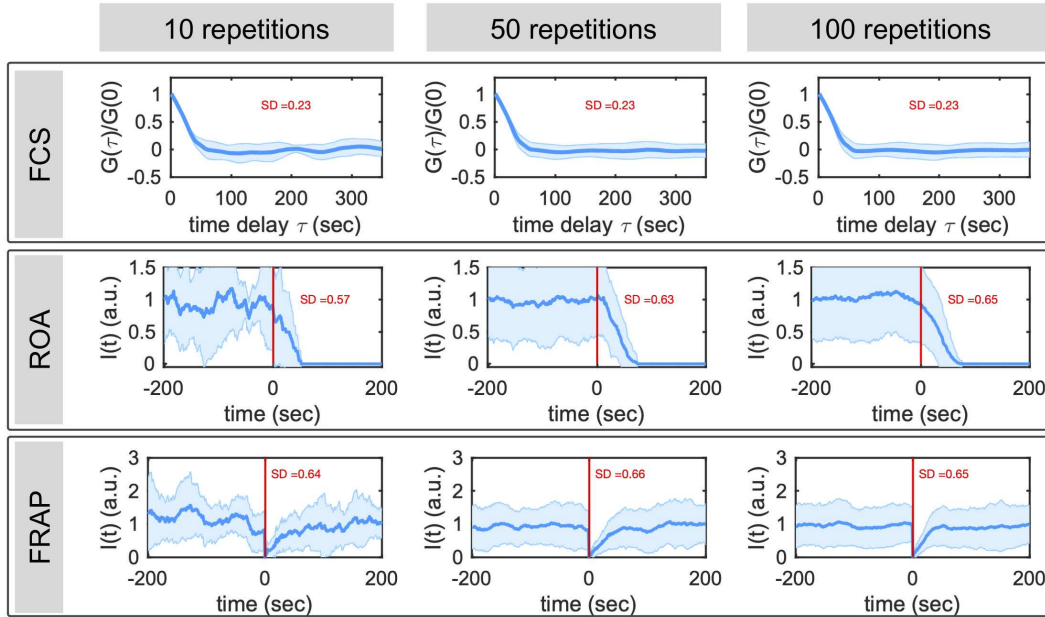 10 repetitions
50 repetitions
100 repetitions
FCS
G(τ)/G(0)
1
0.5
0
-0.5
SD =0.23
0 100 200 300
time delay τ (sec)
G(τ)/G(0)
1
0.5
0
-0.5
SD =0.23
0 100 200 300
time delay τ (sec)
G(τ)/G(0)
1
0.5
0
-0.5
SD =0.23
0 100 200 300
time delay τ (sec)
ROA
I(t) (a.u.)
1.5
1
0.5
0
SD =0.57
-200 0 200
time (sec)
I(t) (a.u.)
1.5
1
0.5
0
SD =0.63
-200 0 200
time (sec)
I(t) (a.u.)
1.5
1
0.5
0
SD =0.65
-200 0 200
time (sec)
FRAP
I(t) (a.u.)
3
2
1
0
SD =0.64
-200 0 200
time (sec)
I(t) (a.u.)
3
2
1
0
SD =0.66
-200 0 200
time (sec)
I(t) (a.u.)
3
2
1
0
SD =0.65
-200 0 200
time (sec)